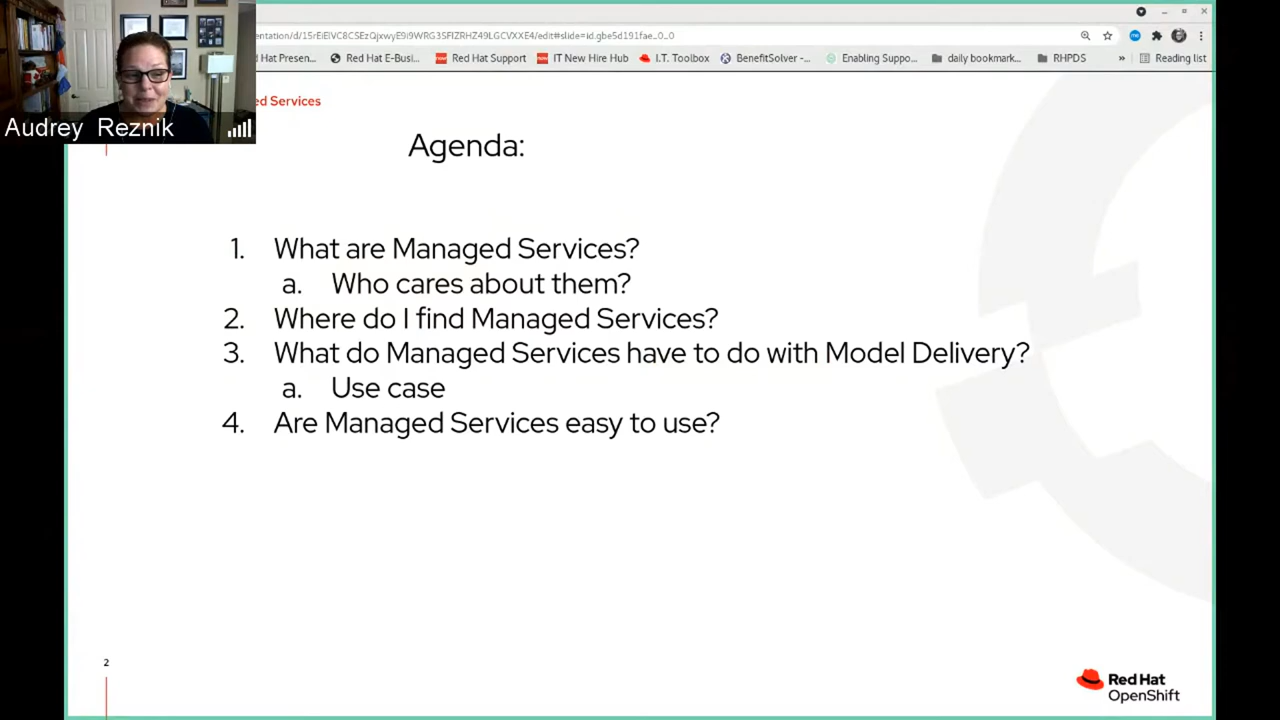 entation/d/15rEiElVC8CSEzQjxwyE9i9WRG3SFIZRHZ49LGCVXXE4/edit#slide=id.gbe5d191fae_0_0
Hat Presen...
Red Hat E-Busi...
Red Hat Support
IT New Hire Hub
I.T. Toolbox
BenefitSolver -...
Enabling Suppo...
daily bookmark...
RHPDS
»
Reading list
Audrey Reznik
ed Services
Agenda:
1. What are Managed Services?
a. Who cares about them?
2. Where do I find Managed Services?
3. What do Managed Services have to do with Model Delivery?
a. Use case
4. Are Managed Services easy to use?
2
Red Hat
OpenShift